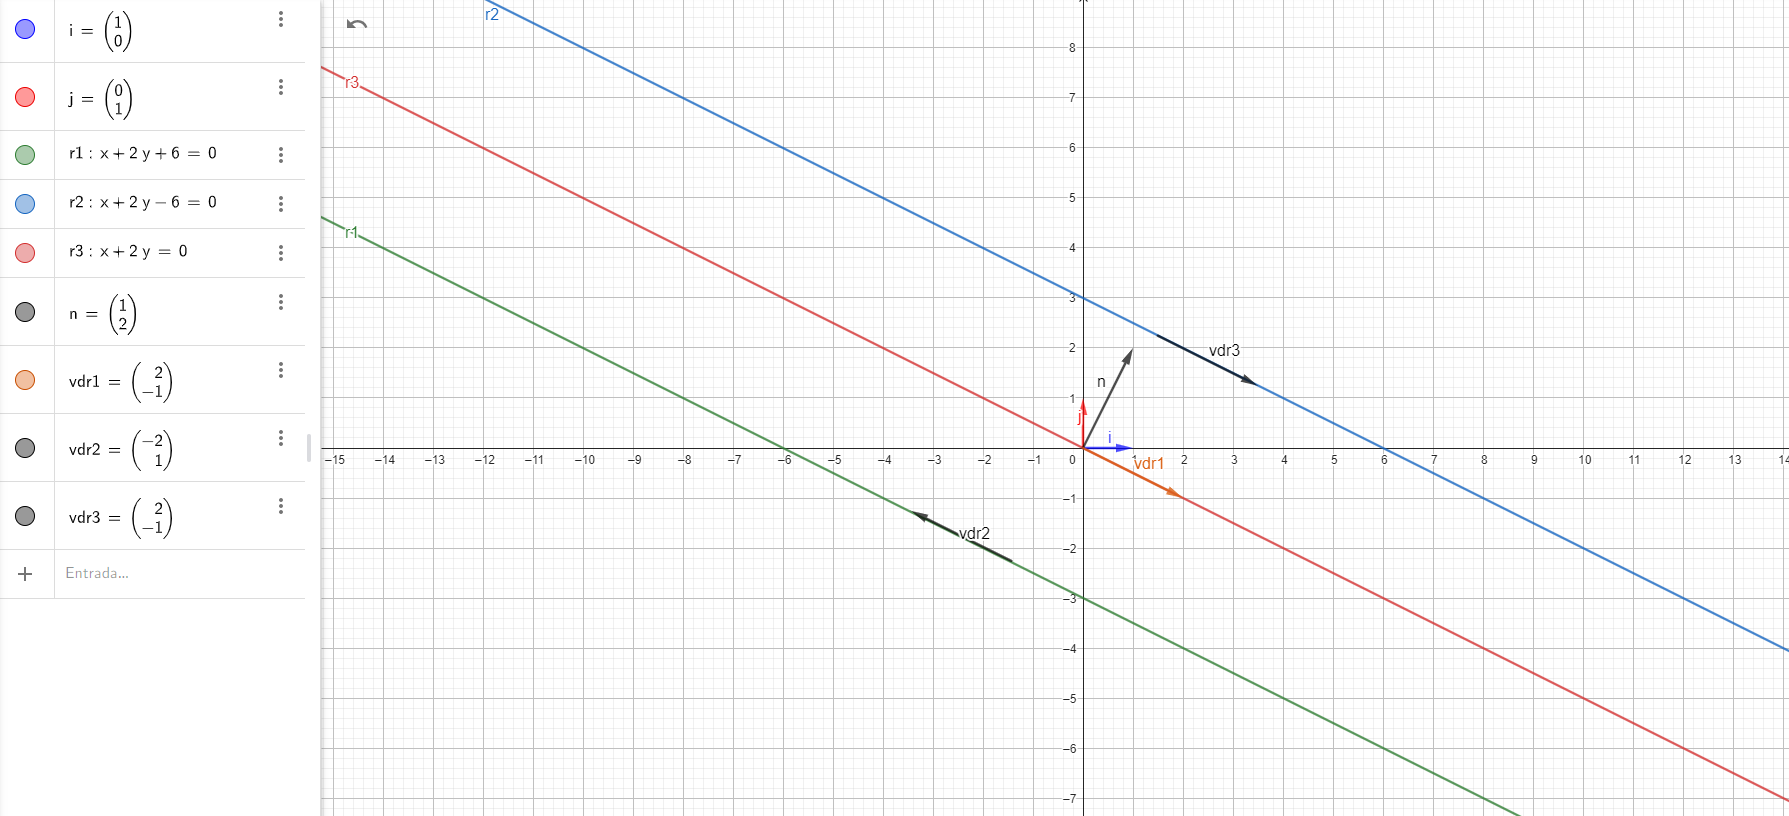 i = (1 0)
j = (0 1)
r1 : x + 2 y + 6 = 0
r2 : x + 2 y − 6 = 0
r3 : x + 2 y = 0
n = (1 2)
vdr1 = (2 −1)
vdr2 = (−2 1)
vdr3 = (2 −1)
+ Entrada...
r2
r3
r1
8
7
6
5
4
3
2
1
vdr3
n
j
i
vdr1
−15 −14 −13 −12 −11 −10 −9 −8 −7 −6 −5 −4 −3 −2 −1 0 1 2 3 4 5 6 7 8 9 10 11 12 13 14
vdr2
−1
−2
−3
−4
−5
−6
−7